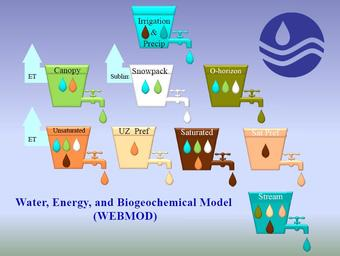 Irrigation
&
Precip
ET
Canopy
Sublim
Snowpack
O-horizon
ET
Unsaturated
UZ Pref
Saturated
Sat Pref
Stream
Water, Energy, and Biogeochemical Model
(WEBMOD)